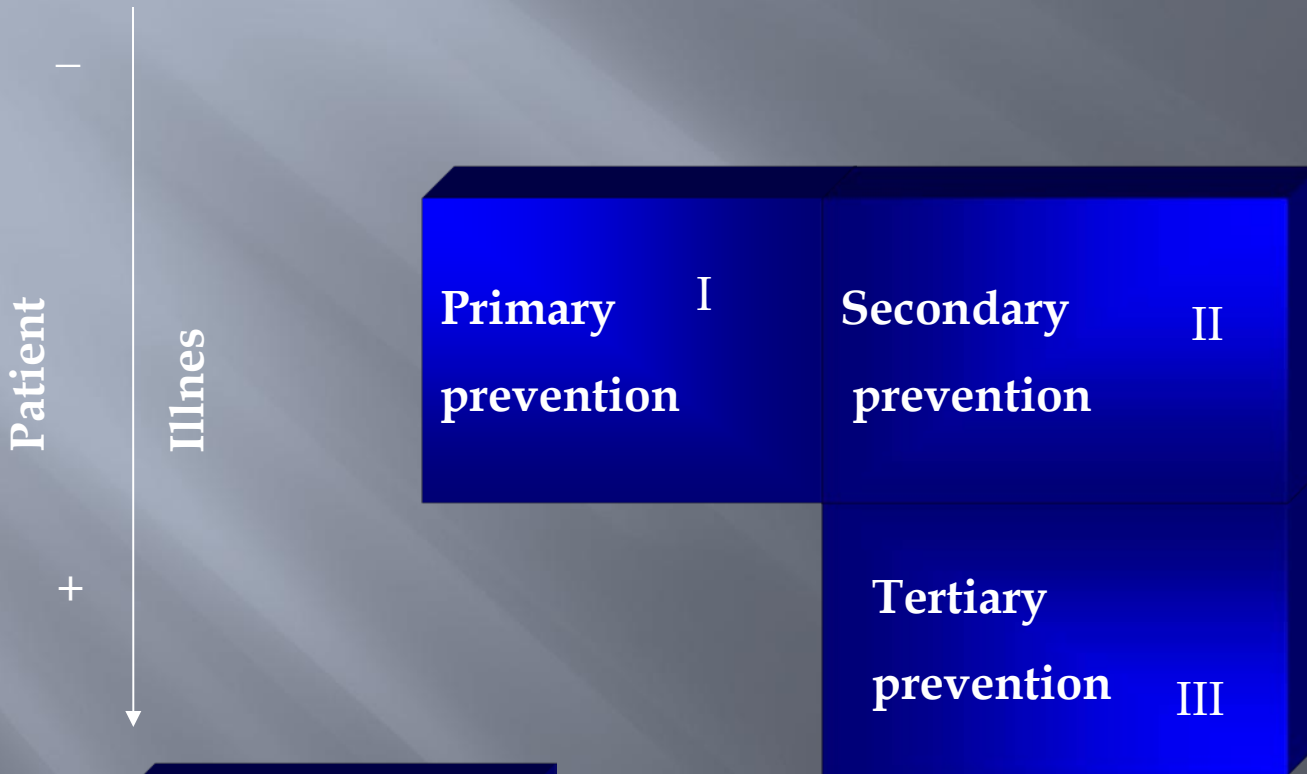 –
Patient
Illnes
+
Primary I
prevention
Secondary II
prevention
Tertiary
prevention III